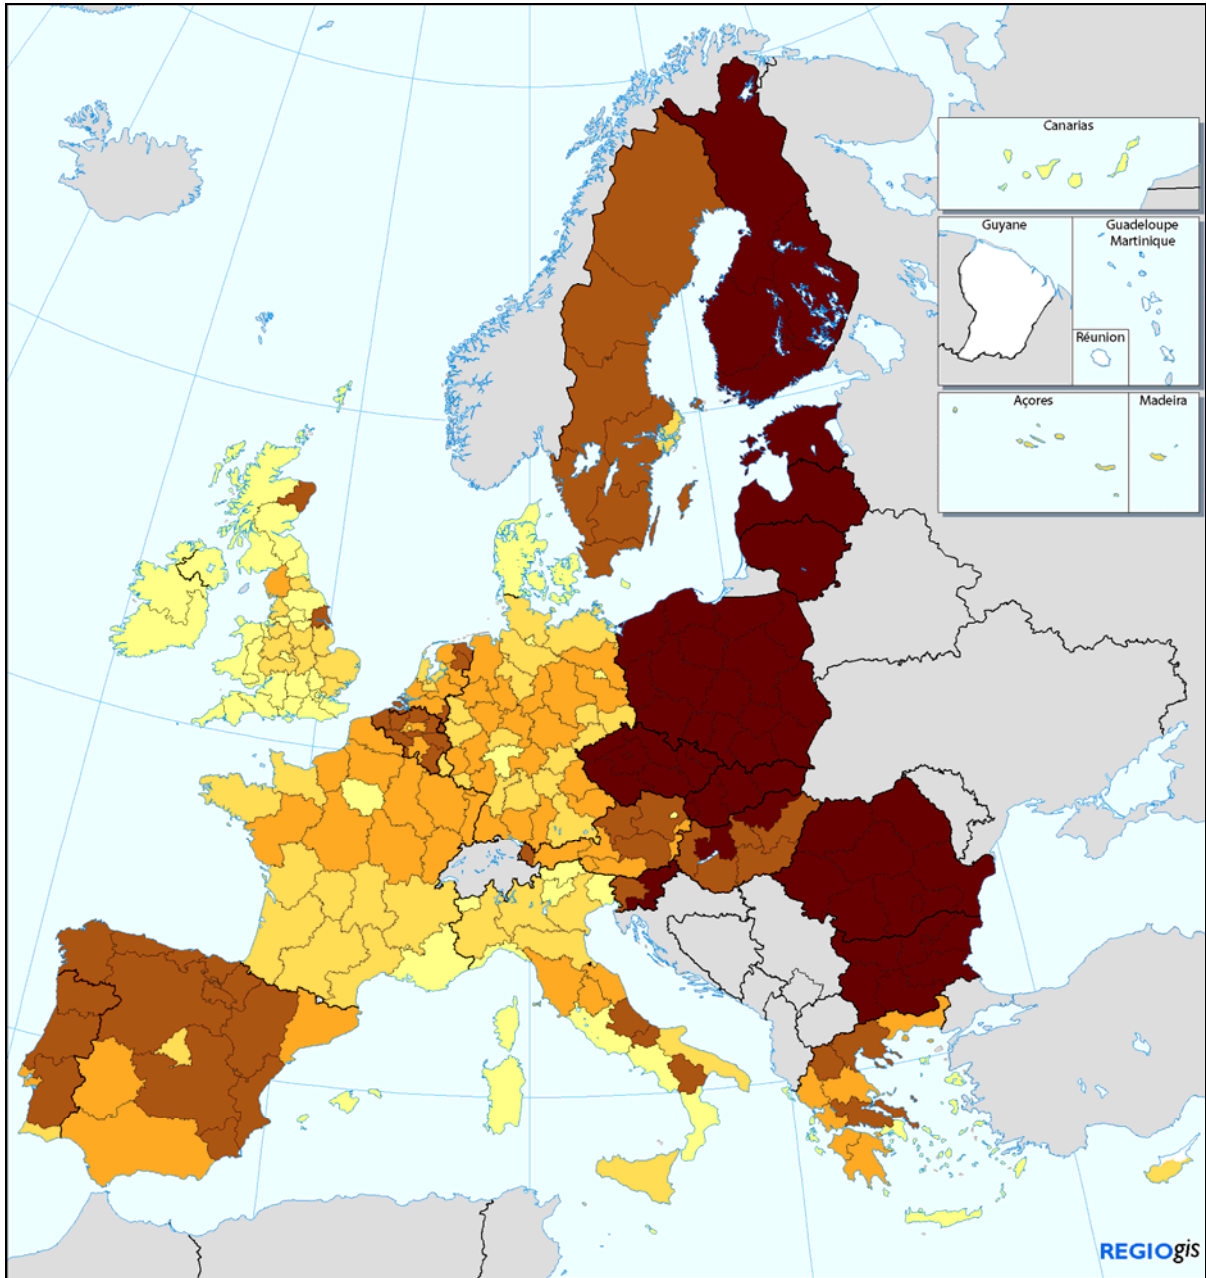 Canarias
Guyane
Guadeloupe
Martinique
Réunion
Açores
Madeira
REGIOgis